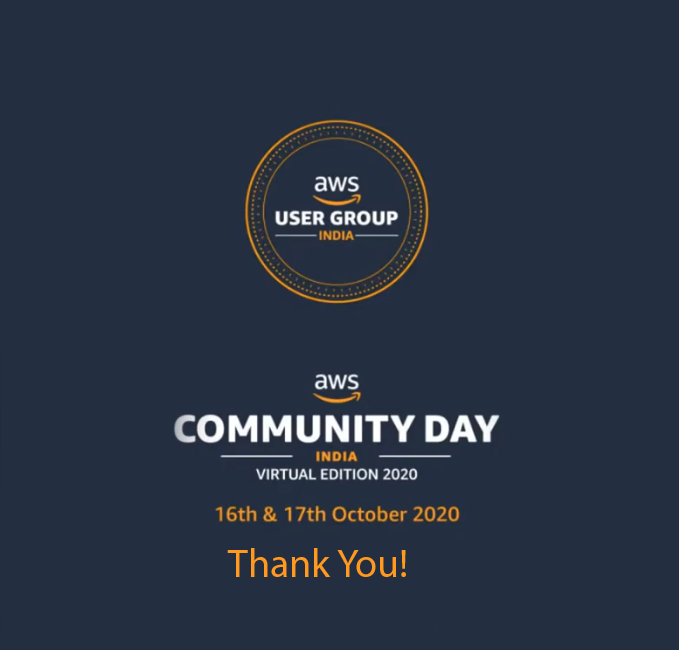 aws
USER GROUP
INDIA
aws
COMMUNITY DAY
INDIA
VIRTUAL EDITION 2020
16th & 17th October 2020
Thank You!